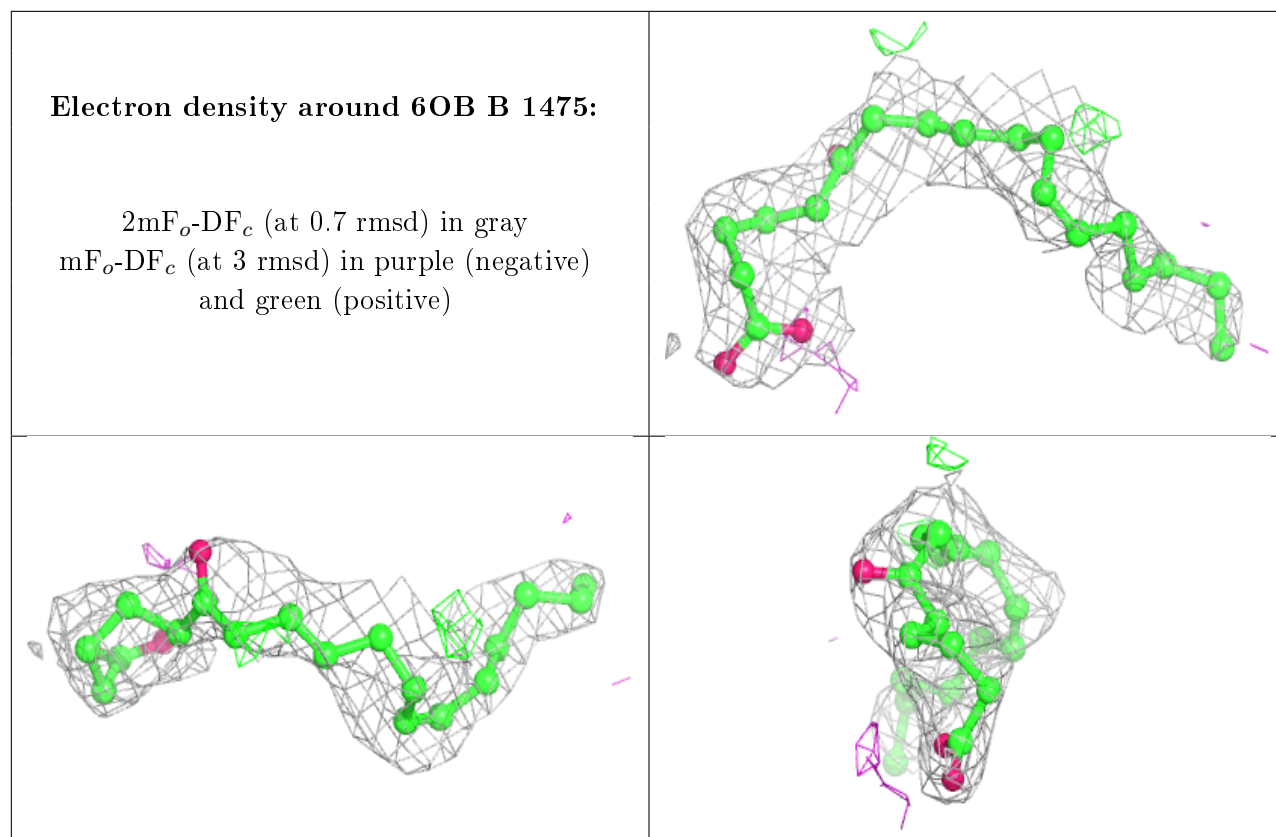 Electron density around 6OB B 1475:
2mFₒ-DF𝒸 (at 0.7 rmsd) in gray
mFₒ-DF𝒸 (at 3 rmsd) in purple (negative)
and green (positive)